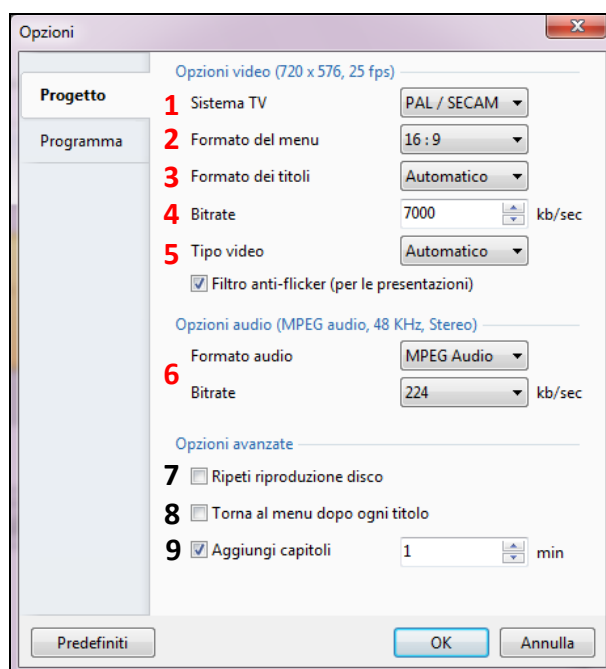 Opzioni
Opzioni video (720 x 576, 25 fps)
Progetto
1 Sistema TV PAL / SECAM
Programma
2 Formato del menu 16 : 9
3 Formato dei titoli Automatico
4 Bitrate 7000 kb/sec
5 Tipo video Automatico
Filtro anti-flicker (per le presentazioni)
Opzioni audio (MPEG audio, 48 KHz, Stereo)
Formato audio MPEG Audio
6
Bitrate 224 kb/sec
Opzioni avanzate
7 Ripeti riproduzione disco
8 Torna al menu dopo ogni titolo
9 Aggiungi capitoli 1 min
Predefiniti OK Annulla